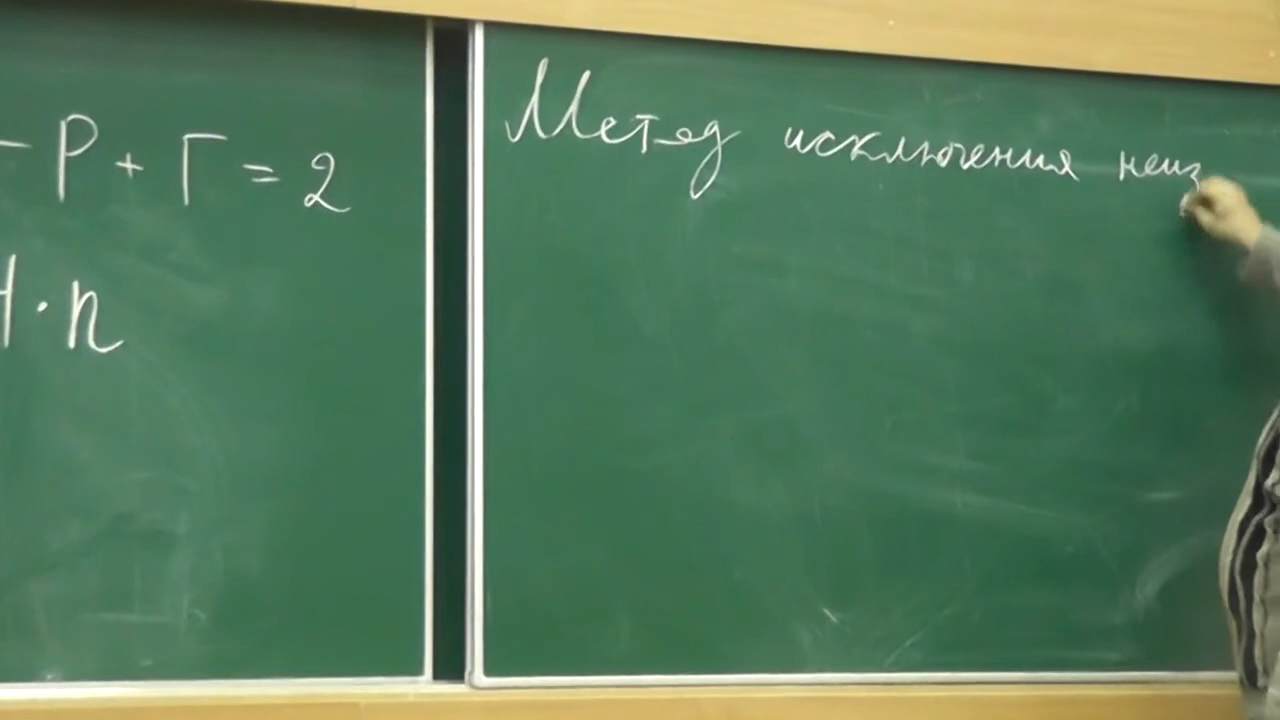 - Р + Г = 2
· n
Метод исключения неиз